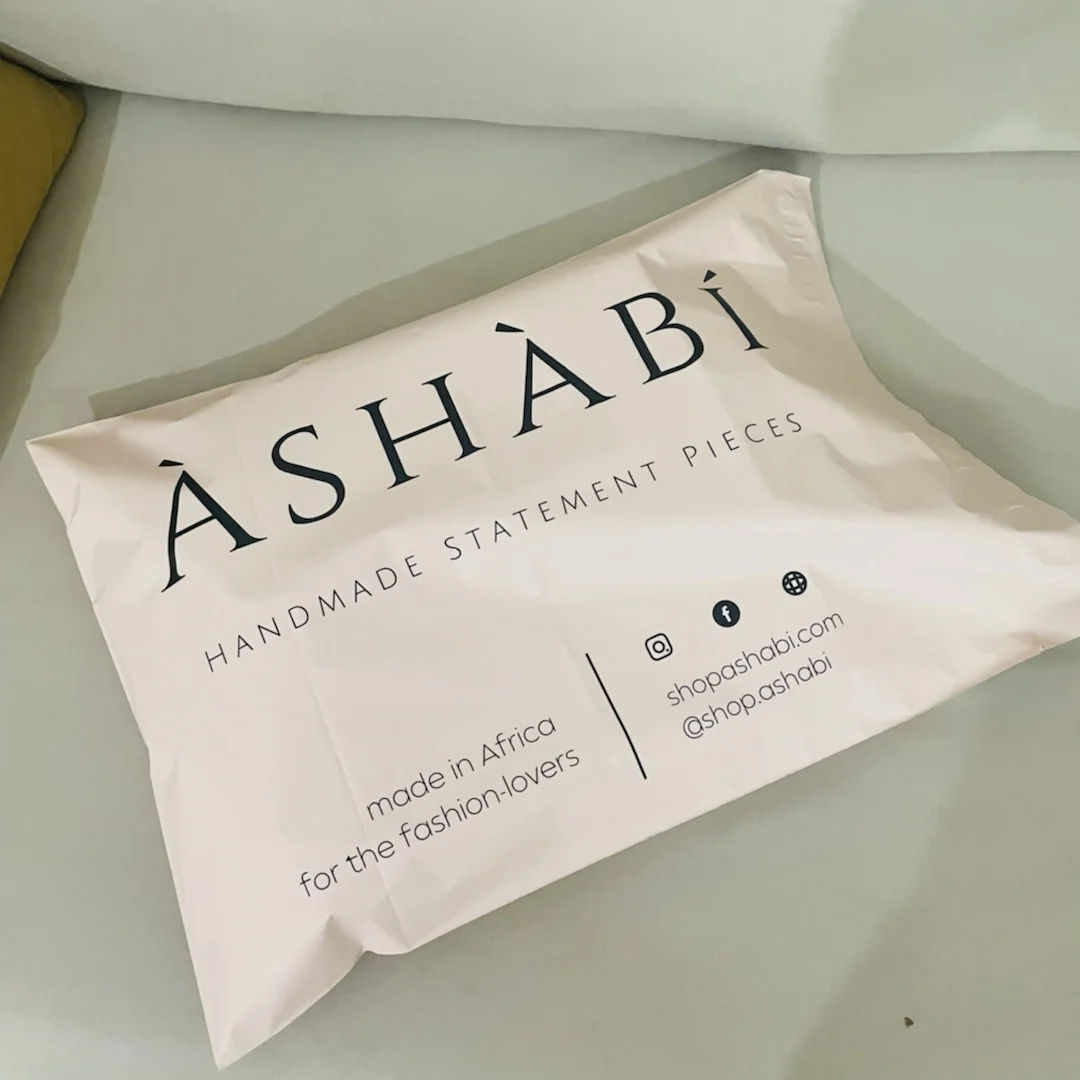 ÀSHÀBÍ
HANDMADE STATEMENT PIECES
made in Africa
for the fashion-lovers
shopashabi.com
@shop.ashabi